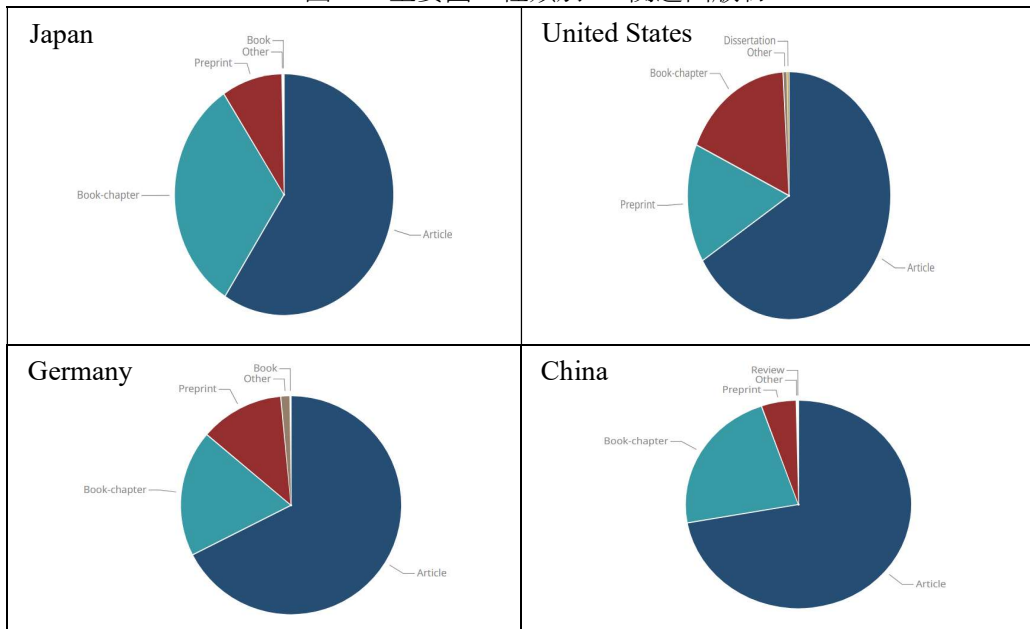 Japan
Book
Other
Preprint
Book-chapter
Article
United States
Dissertation
Other
Book-chapter
Preprint
Article
Germany
Book
Other
Preprint
Book-chapter
Article
China
Review
Other
Preprint
Book-chapter
Article